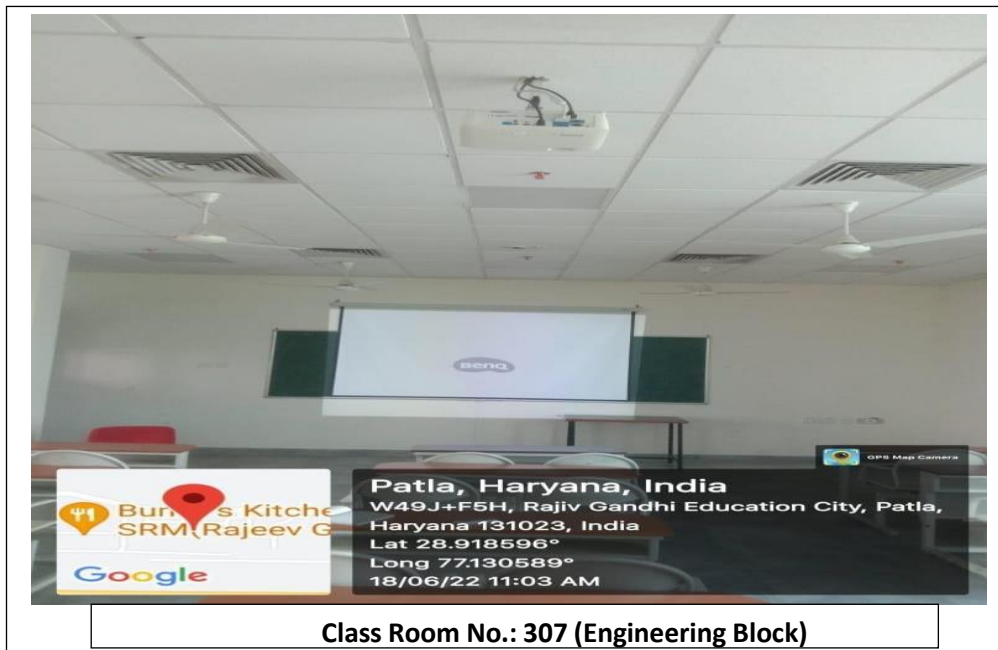 BenQ
GPS Map Camera
Patla, Haryana, India
W49J+F5H, Rajiv Gandhi Education City, Patla,
Haryana 131023, India
Lat 28.918596°
Long 77.130589°
18/06/22 11:03 AM
s Kitche
SRM(Rajeev G
Google
Class Room No.: 307 (Engineering Block)